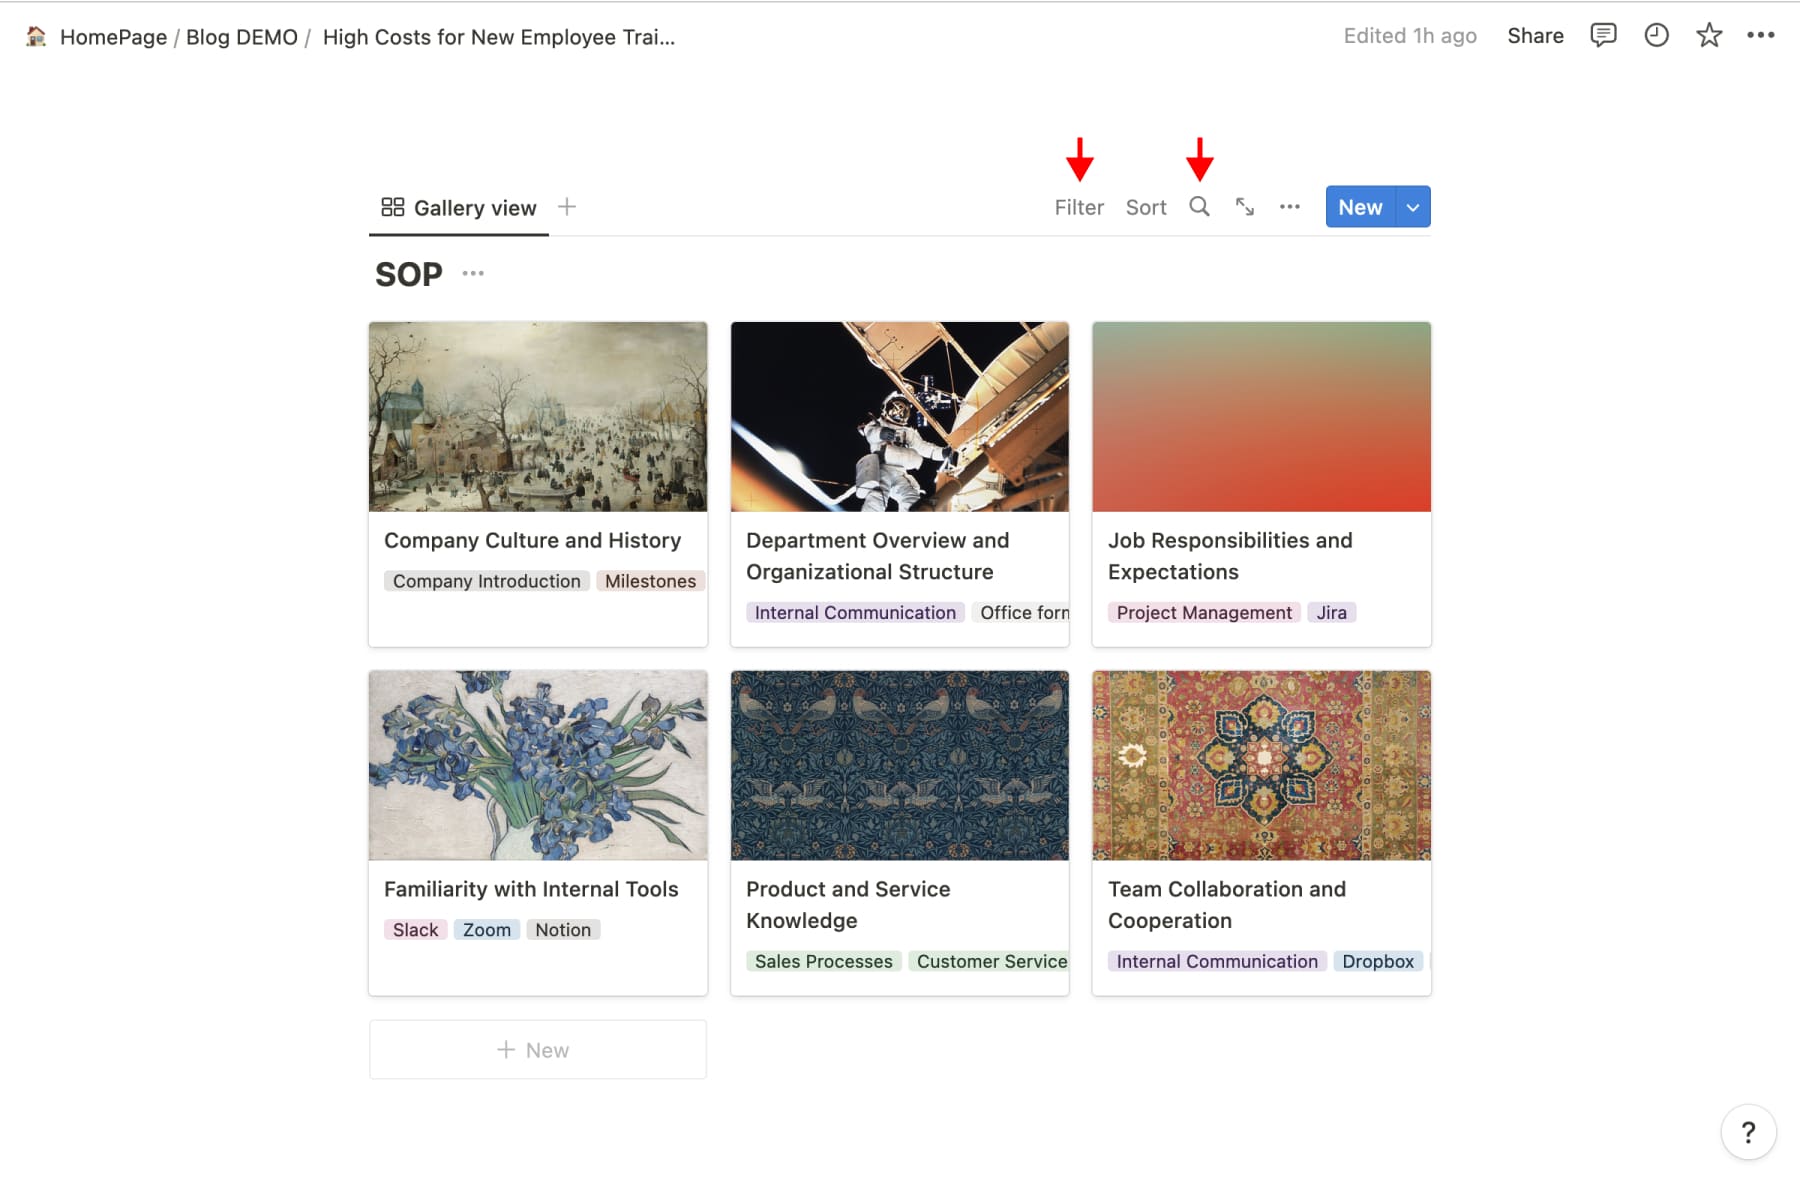 HomePage / Blog DEMO / High Costs for New Employee Trai...
Edited 1h ago Share
Gallery view
Filter Sort New
SOP
Company Culture and History
Company Introduction Milestones
Department Overview and
Organizational Structure
Internal Communication Office
Job Responsibilities and
Expectations
Project Management Jira
Familiarity with Internal Tools
Slack Zoom Notion
Product and Service
Knowledge
Sales Processes Customer Service
Team Collaboration and
Cooperation
Internal Communication Dropbox
+ New
?